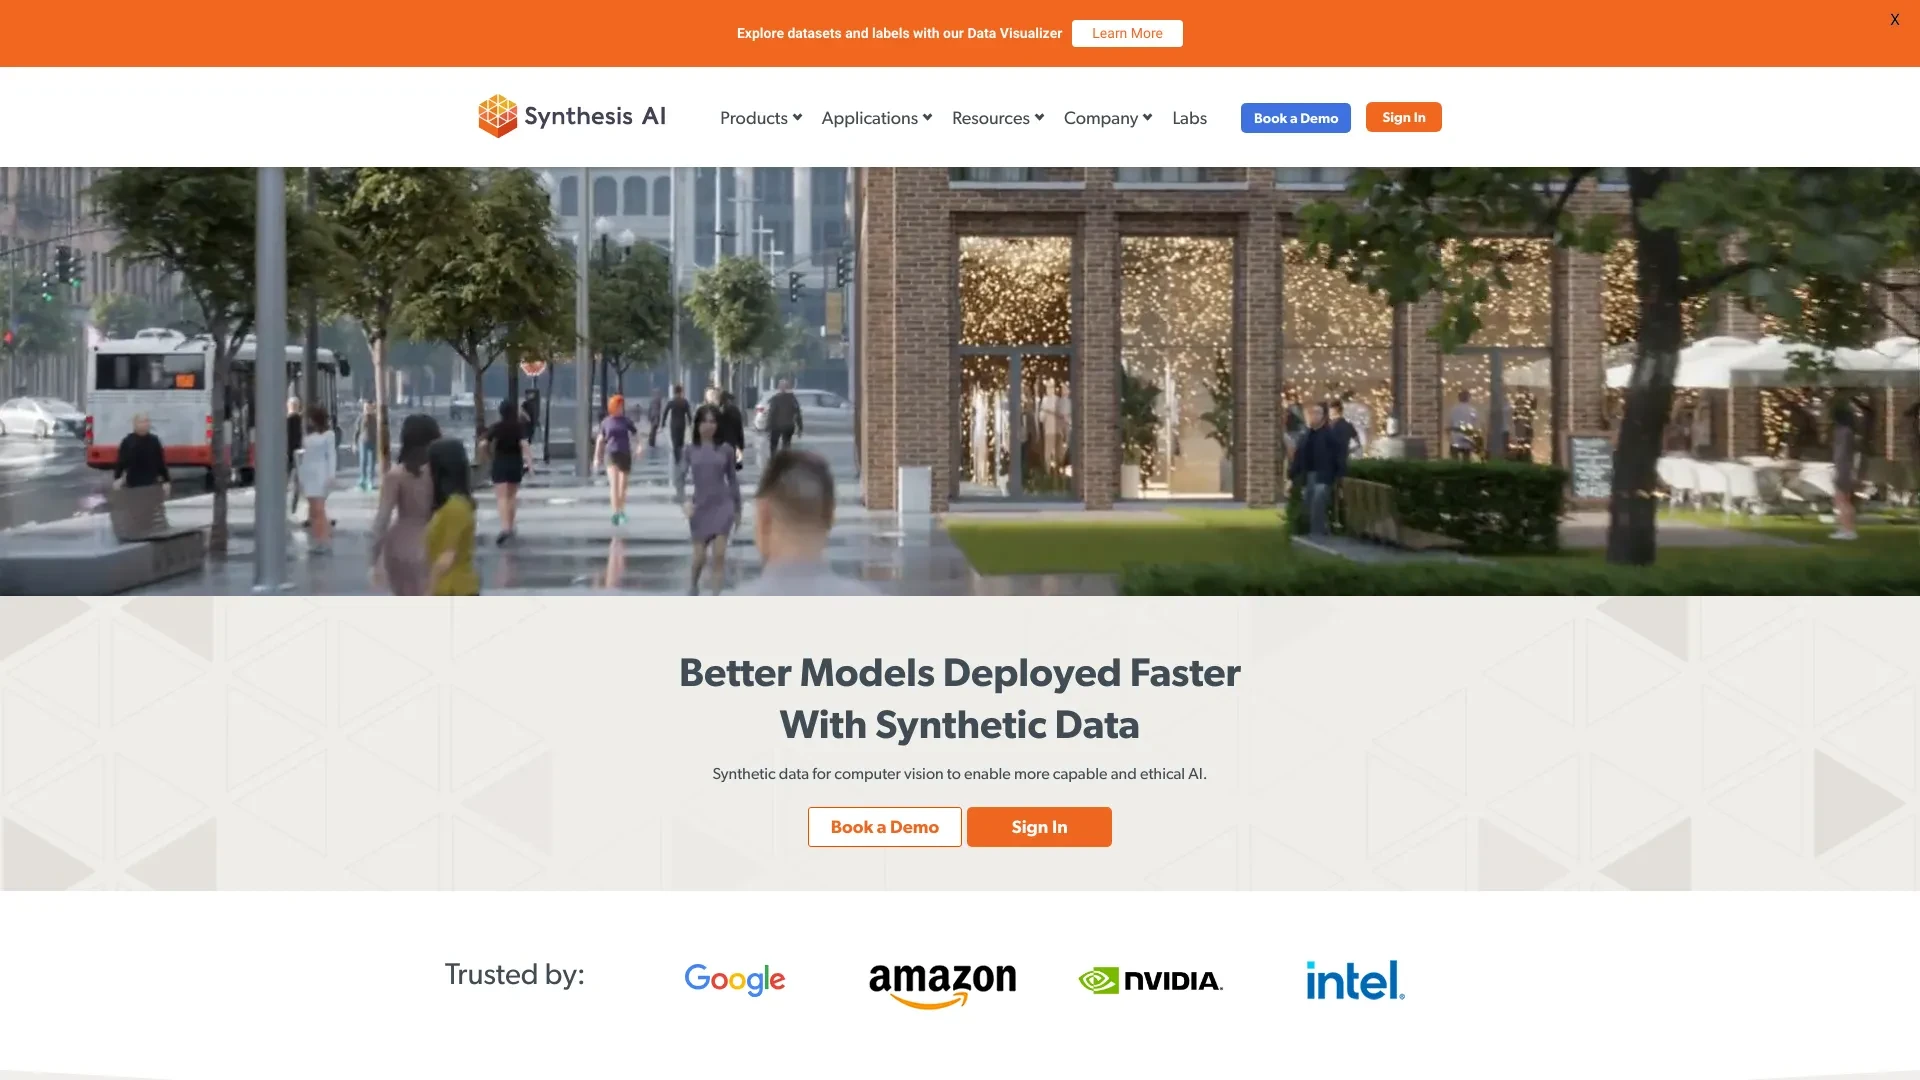 Explore datasets and labels with our Data Visualizer Learn More X
Synthesis AI Products Applications Resources Company Labs Book a Demo Sign In
Better Models Deployed Faster
With Synthetic Data
Synthetic data for computer vision to enable more capable and ethical AI.
Book a Demo Sign In
Trusted by: Google amazon NVIDIA. intel.